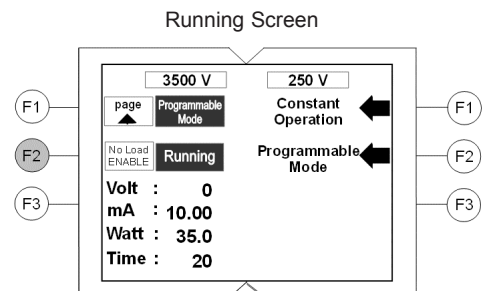 Running Screen
3500 V
250 V
F1
page
Programmable
Mode
Constant
Operation
F1
F2
No Load
ENABLE
Running
Programmable
Mode
F2
F3
Volt : 0
mA : 10.00
Watt : 35.0
Time : 20
F3